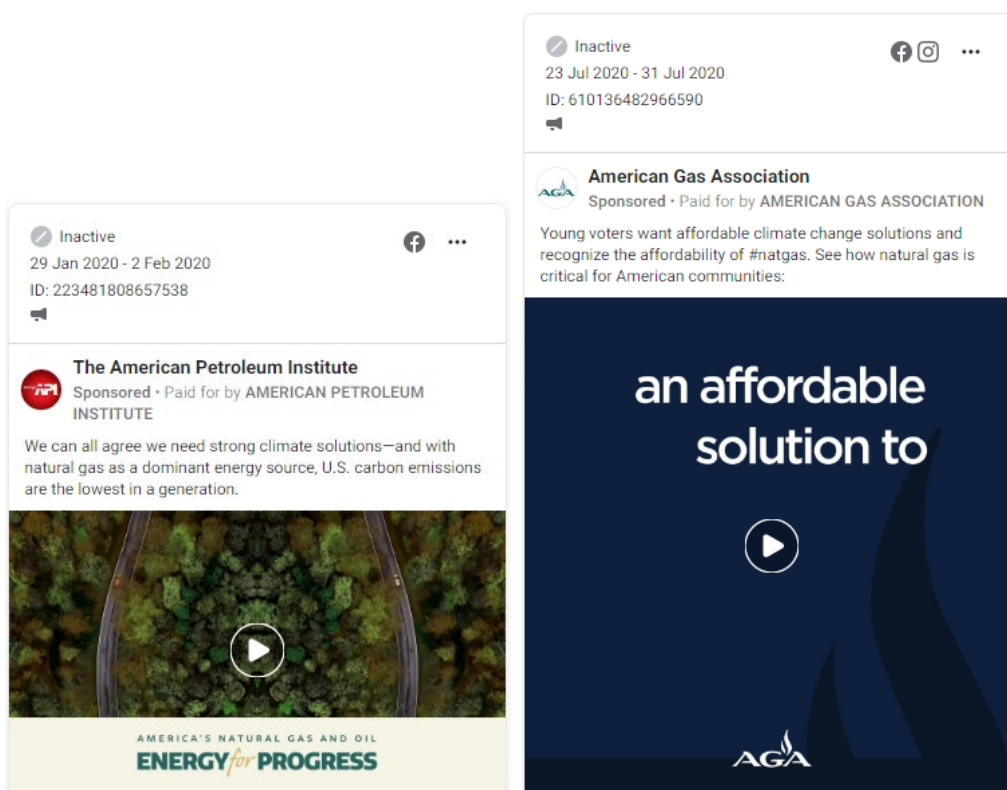 Inactive
29 Jan 2020 - 2 Feb 2020
ID: 223481808657538
API
The American Petroleum Institute
Sponsored • Paid for by AMERICAN PETROLEUM
INSTITUTE
We can all agree we need strong climate solutions—and with
natural gas as a dominant energy source, U.S. carbon emissions
are the lowest in a generation.
AMERICA'S NATURAL GAS AND OIL
ENERGY for PROGRESS
Inactive
23 Jul 2020 - 31 Jul 2020
ID: 610136482966590
AGA
American Gas Association
Sponsored • Paid for by AMERICAN GAS ASSOCIATION
Young voters want affordable climate change solutions and
recognize the affordability of #natgas. See how natural gas is
critical for American communities:
an affordable
solution to
AGA